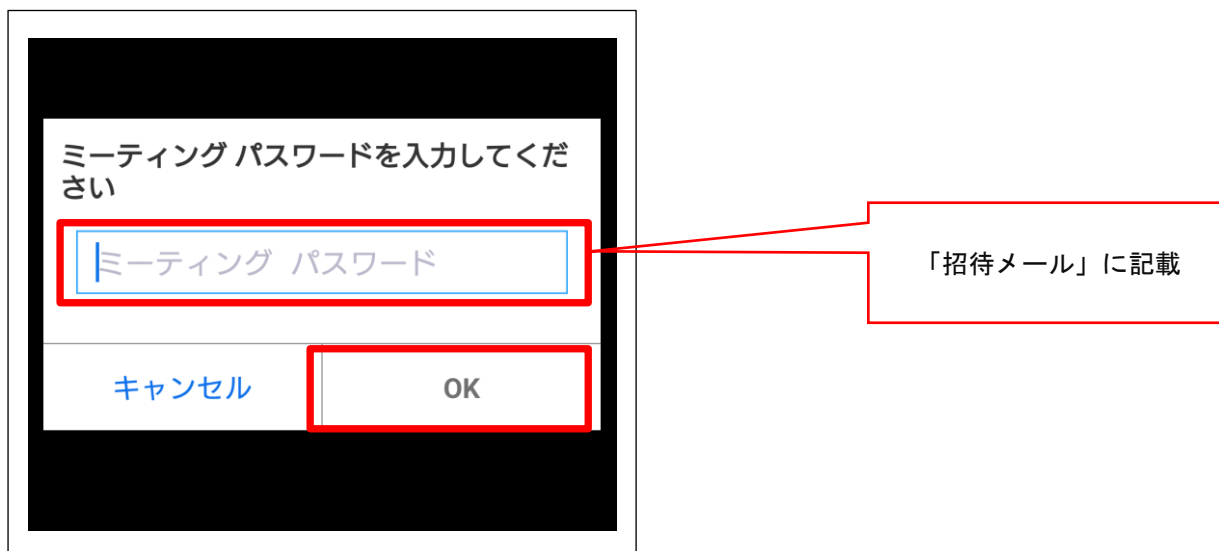 ミーティング パスワードを入力してくだ
さい
ミーティング パスワード
「招待メール」に記載
キャンセル
OK